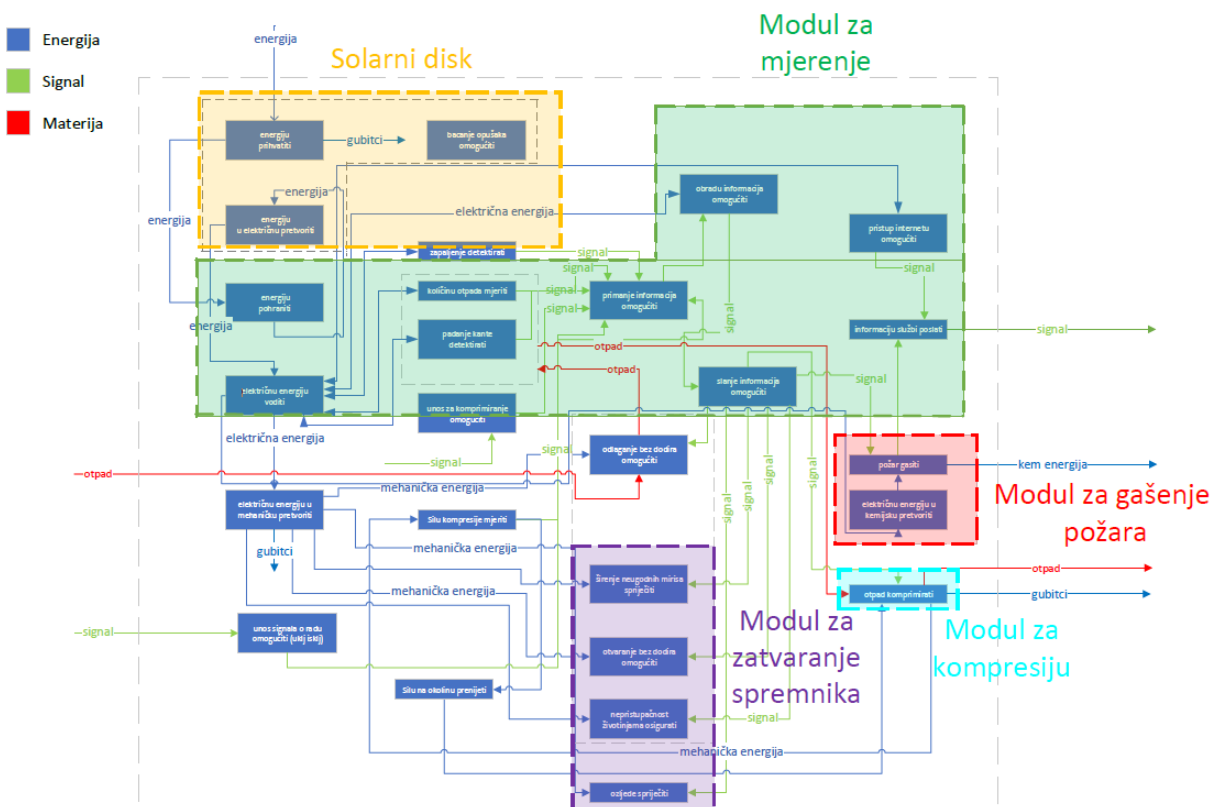 energija
Energija
Signal
Materija
Solarni disk
Modul za
mjerenje
energiju
prihvatiti
gubitci
bacanje opušaka
omogućiti
energija
energiju
u električnu pretvoriti
energija
električna energija
obradu informacija
omogućiti
pristup internetu
omogućiti
zapaljenje detektirati
signal
signal
količinu otpada mjeriti
signal
signal
primanje informacija
omogućiti
energiju
pohraniti
energija
padanje kante
detektirati
signal
informaciju službi poslati
signal
signal
otpad
otpad
električnu energiju
voditi
slanje informacija
omogućiti
signal
unos za komprimiranje
omogućiti
električna energija
signal
signal
odlaganje bez dodira
omogućiti
signal
signal
signal
signal
otpad
požar gasiti
kem energija
mehanička energija
električnu energiju u
mehaničku pretvoriti
Silu kompresije mjeriti
električnu energiju u
kemijsku pretvoriti
Modul za gašenje
požara
gubitci
mehanička energija
širenje neugodnih mirisa
spriječiti
otpad
mehanička energija
otpad komprimirati
gubitci
signal
unos signala o radu
omogućiti (uklj isklj)
Modul za
zatvaranje
spremnika
Modul za
kompresiju
otvaranje bez dodira
omogućiti
Silu na okolinu prenijeti
nepristupačnost
životinjama osigurati
signal
mehanička energija
ozljede spriječiti